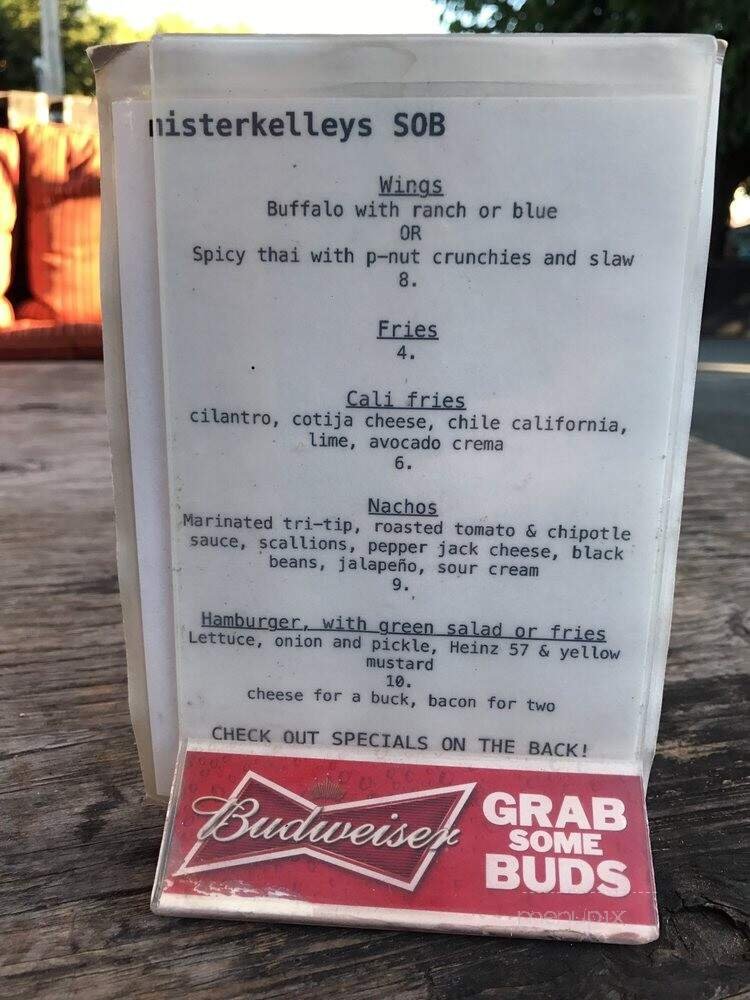 misterkelleys SOB
Wings
Buffalo with ranch or blue
OR
Spicy thai with p-nut crunchies and slaw
8.
Fries
4.
Cali fries
cilantro, cotija cheese, chile california,
lime, avocado crema
6.
Nachos
Marinated tri-tip, roasted tomato & chipotle
sauce, scallions, pepper jack cheese, black
beans, jalapeño, sour cream
9.
Hamburger, with green salad or fries
Lettuce, onion and pickle, Heinz 57 & yellow
mustard
10.
cheese for a buck, bacon for two
CHECK OUT SPECIALS ON THE BACK!
Budweiser
GRAB
SOME
BUDS
menupix